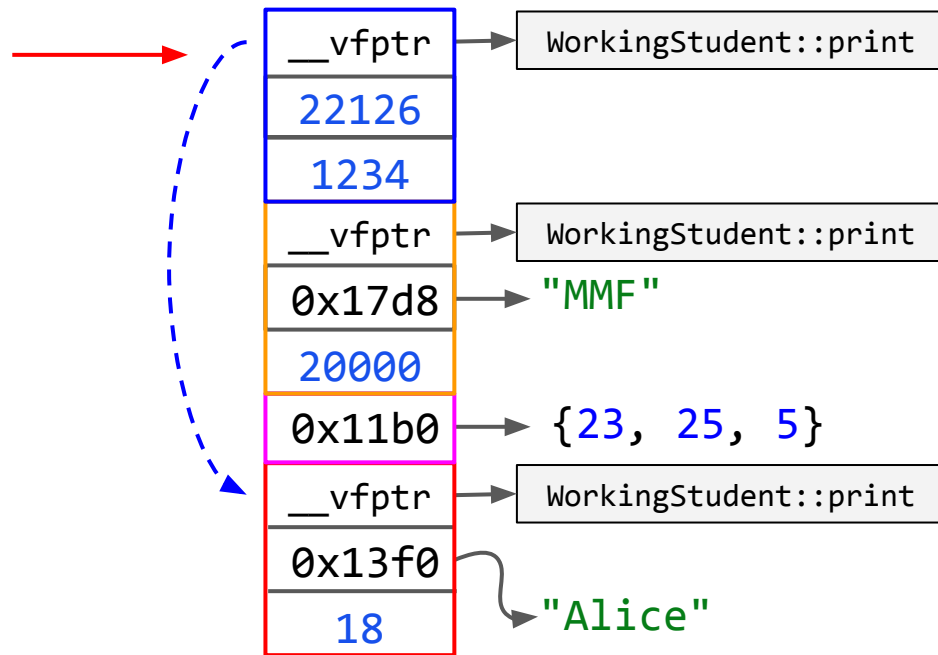 __vfptr WorkingStudent::print
22126
1234
__vfptr WorkingStudent::print
0x17d8 "MMF"
20000
0x11b0 {23, 25, 5}
__vfptr WorkingStudent::print
0x13f0
18 "Alice"